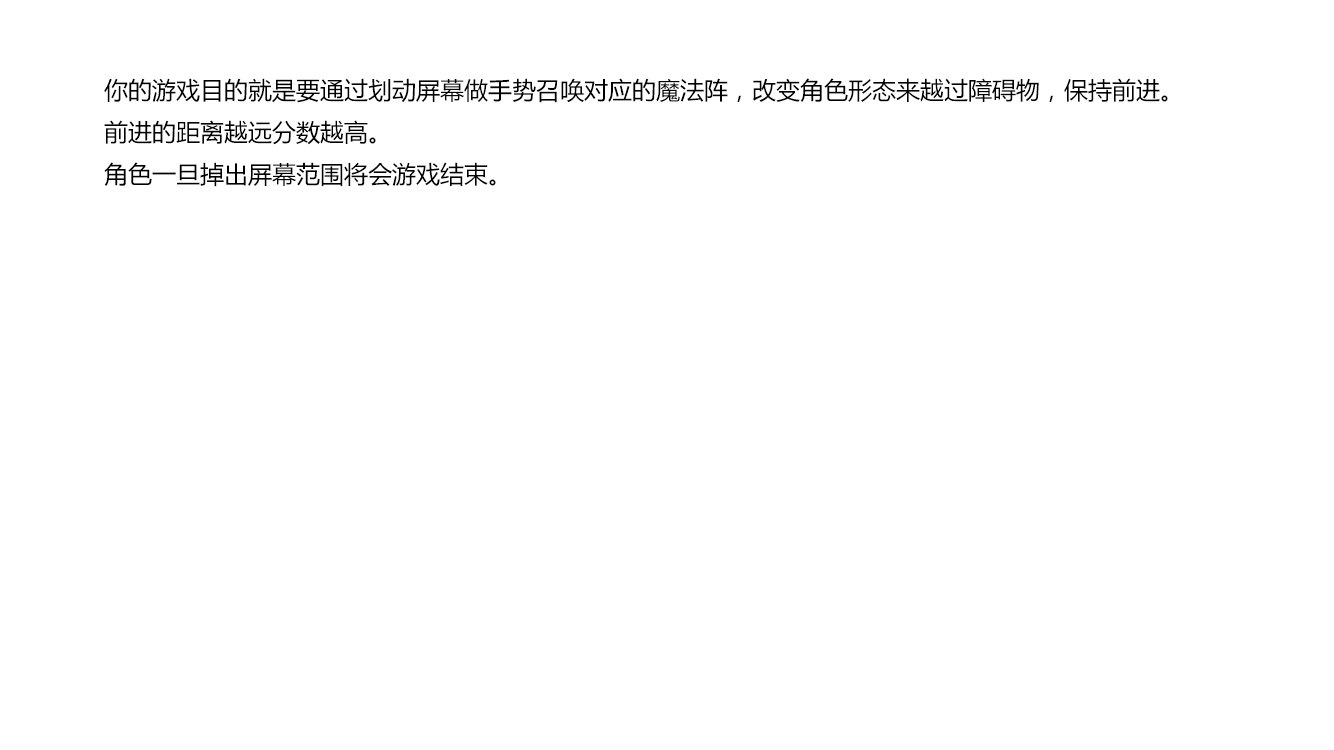 你的游戏目的就是要通过划动屏幕做手势召唤对应的魔法阵，改变角色形态来越过障碍物，保持前进。
前进的距离越远分数越高。
角色一旦掉出屏幕范围将会游戏结束。